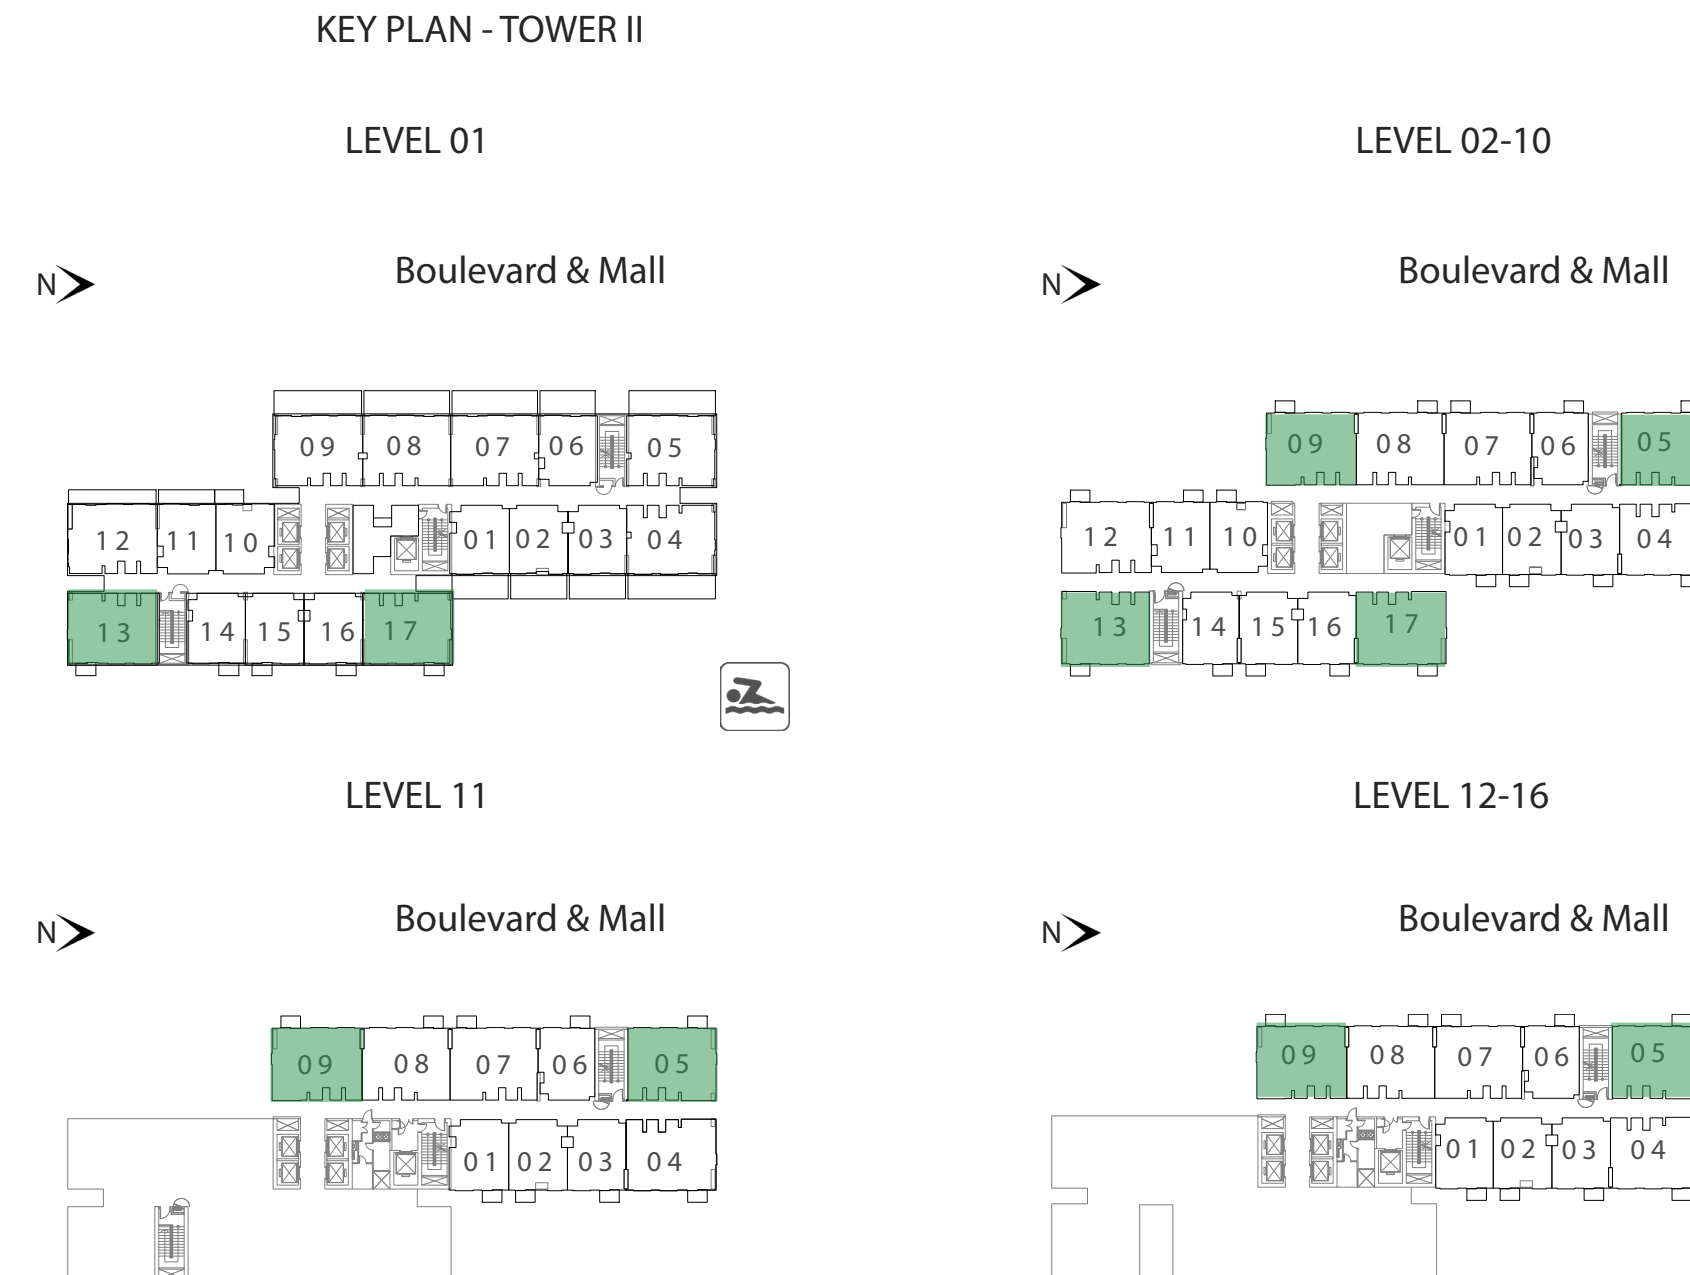 KEY PLAN - TOWER II
LEVEL 01
N
Boulevard & Mall
09 08 07 06 05
12 11 10 01 02 03 04
13 14 15 16 17
LEVEL 02-10
N
Boulevard & Mall
09 08 07 06 05
12 11 10 01 02 03 04
13 14 15 16 17
LEVEL 11
N
Boulevard & Mall
09 08 07 06 05
01 02 03 04
LEVEL 12-16
N
Boulevard & Mall
09 08 07 06 05
01 02 03 04